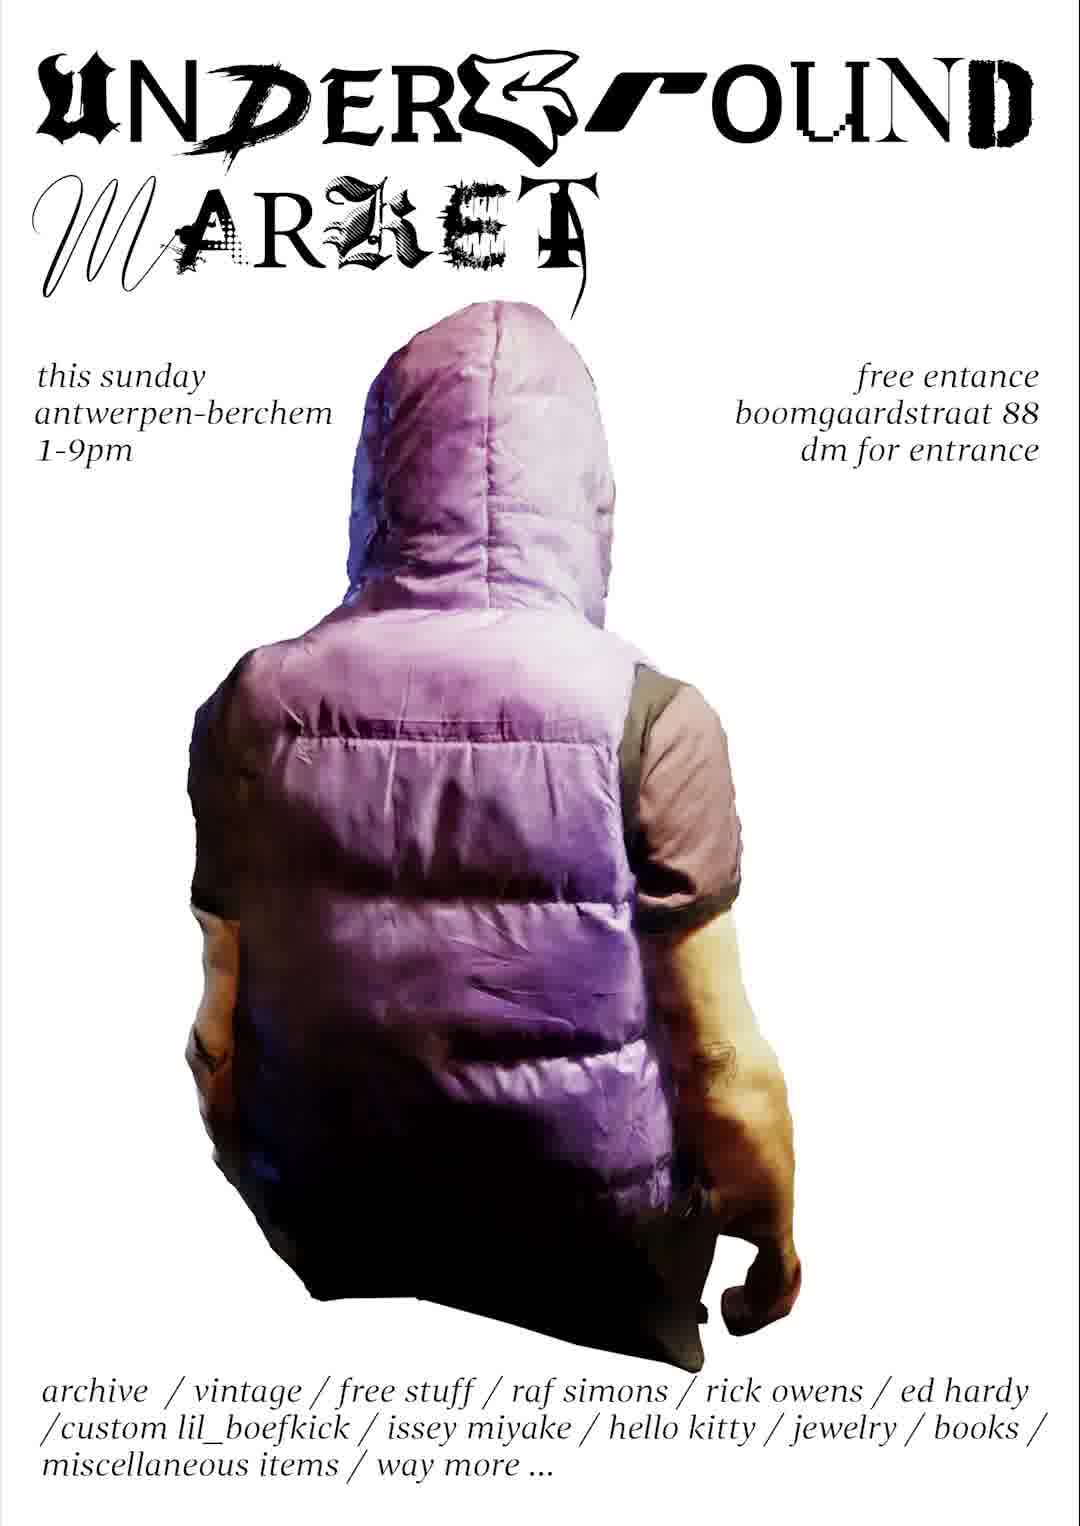 UNDERGrOUND
MARKET
this sunday
antwerpen-berchem
1-9pm
free entance
boomgaardstraat 88
dm for entrance
archive / vintage / free stuff / raf simons / rick owens / ed hardy
/custom lil_boefkick / issey miyake / hello kitty / jewelry / books /
miscellaneous items / way more ...